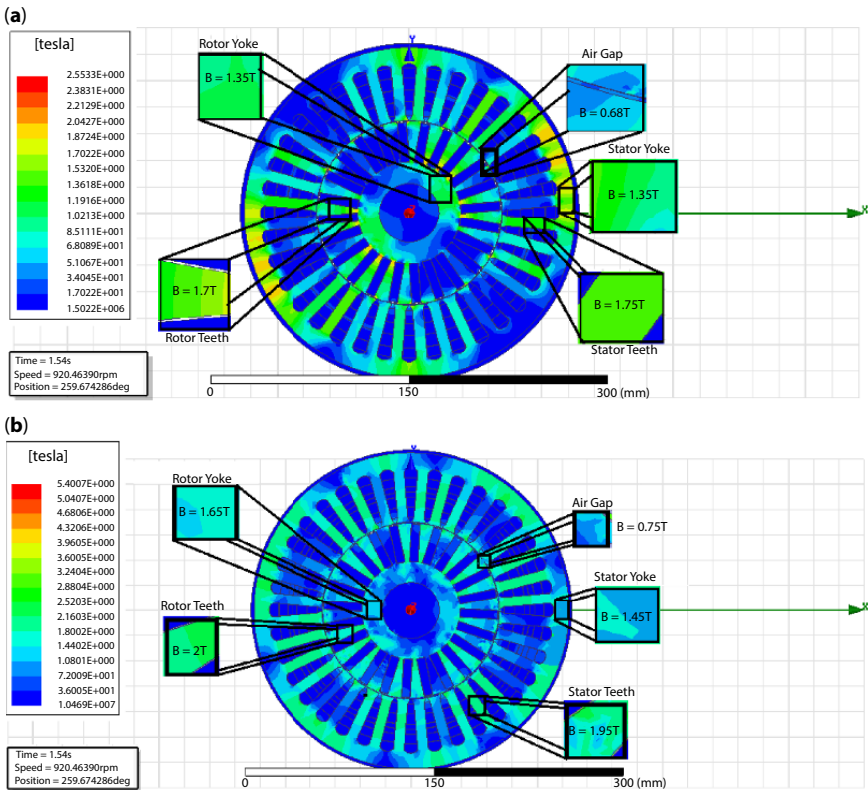 (a)
[tesla]
2.5533E+000
2.3831E+000
2.2129E+000
2.0427E+000
1.8724E+000
1.7022E+000
1.5320E+000
1.3618E+000
1.1916E+000
1.0213E+000
8.5111E+001
6.8089E+001
5.1067E+001
3.4045E+001
1.7022E+001
1.5022E+006
Rotor Yoke
B = 1.35T
Y
Air Gap
B = 0.68T
Stator Yoke
B = 1.35T
X
B = 1.7T
Rotor Teeth
B = 1.75T
Stator Teeth
Time = 1.54s
Speed = 920.46390rpm
Position = 259.674286deg
0 150 300 (mm)
(b)
[tesla]
5.4007E+000
5.0407E+000
4.6806E+000
4.3206E+000
3.9605E+000
3.6005E+000
3.2404E+000
2.8804E+000
2.5203E+000
2.1603E+000
1.8002E+000
1.4402E+000
1.0801E+000
7.2009E+001
3.6005E+001
1.0469E+007
Rotor Yoke
B = 1.65T
Air Gap
B = 0.75T
Stator Yoke
B = 1.45T
X
Rotor Teeth
B = 2T
Stator Teeth
B = 1.95T
Time = 1.54s
Speed = 920.46390rpm
Position = 259.674286deg
0 150 300 (mm)